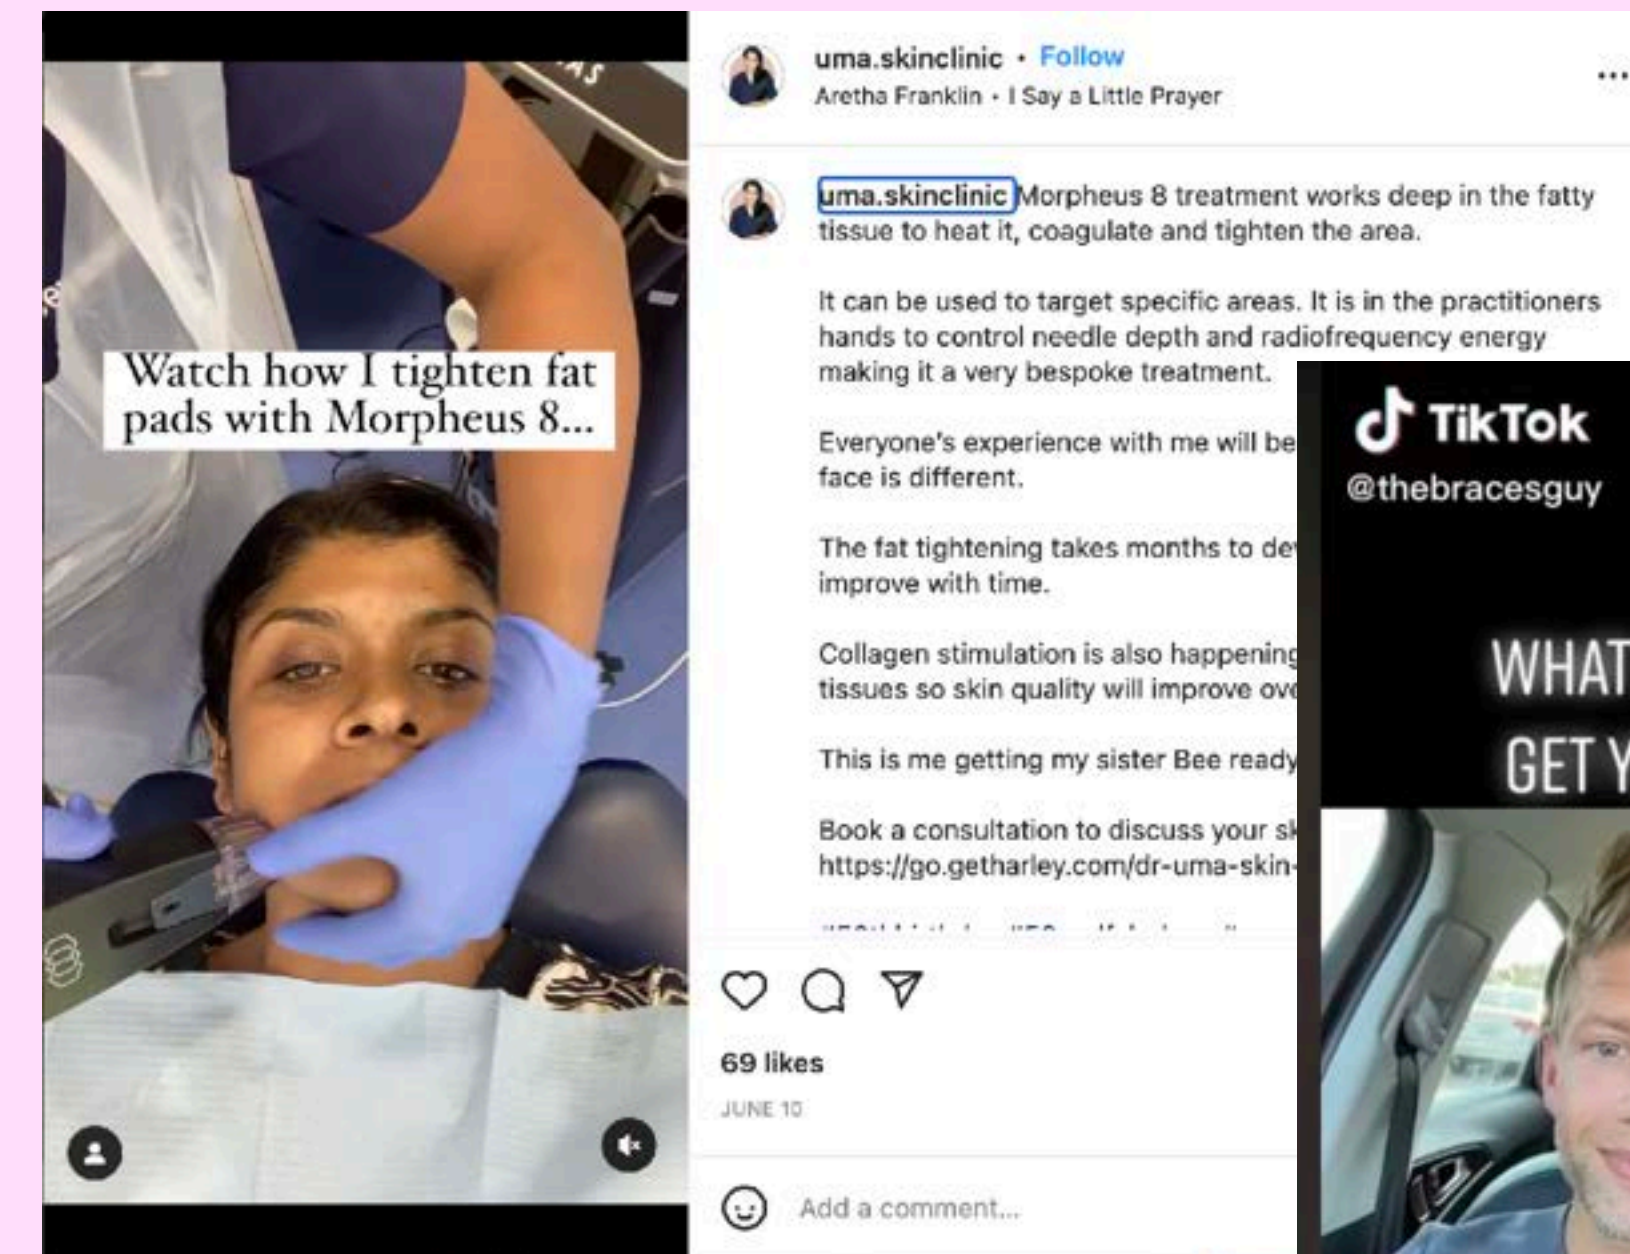 AS
Watch how I tighten fat
pads with Morpheus 8...
uma.skinclinic • Follow
Aretha Franklin • I Say a Little Prayer
uma.skinclinic Morpheus 8 treatment works deep in the fatty
tissue to heat it, coagulate and tighten the area.
It can be used to target specific areas. It is in the practitioners
hands to control needle depth and radiofrequency energy
making it a very bespoke treatment.
Everyone's experience with me will be
face is different.
The fat tightening takes months to
improve with time.
Collagen stimulation is also happening
tissues so skin quality will improve
This is me getting my sister Bee ready
Book a consultation to discuss your
https://go.getharley.com/dr-uma-skin-
69 likes
JUNE 10
Add a comment...
TikTok
@thebracesguy
WHAT
GET